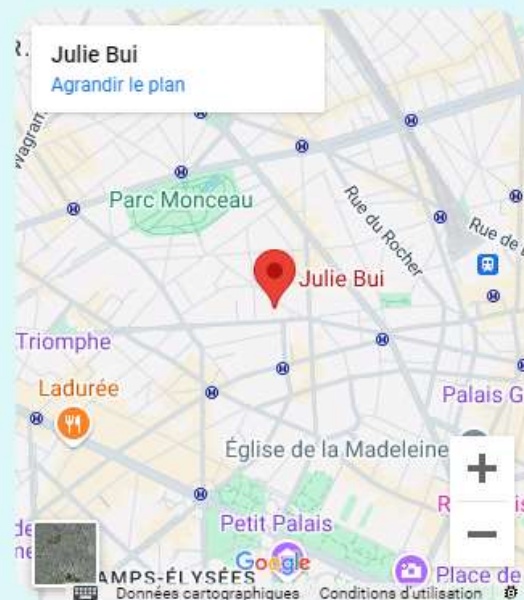 Julie Bui
Agrandir le plan
Wagram
Parc Monceau
Rue du Rocher
Rue de
Julie Bui
Triomphe
Ladurée
Palais G
Église de la Madeleine
Petit Palais
Google
AMPS-ÉLYSÉES
Place de
Données cartographiques
Conditions d'utilisation